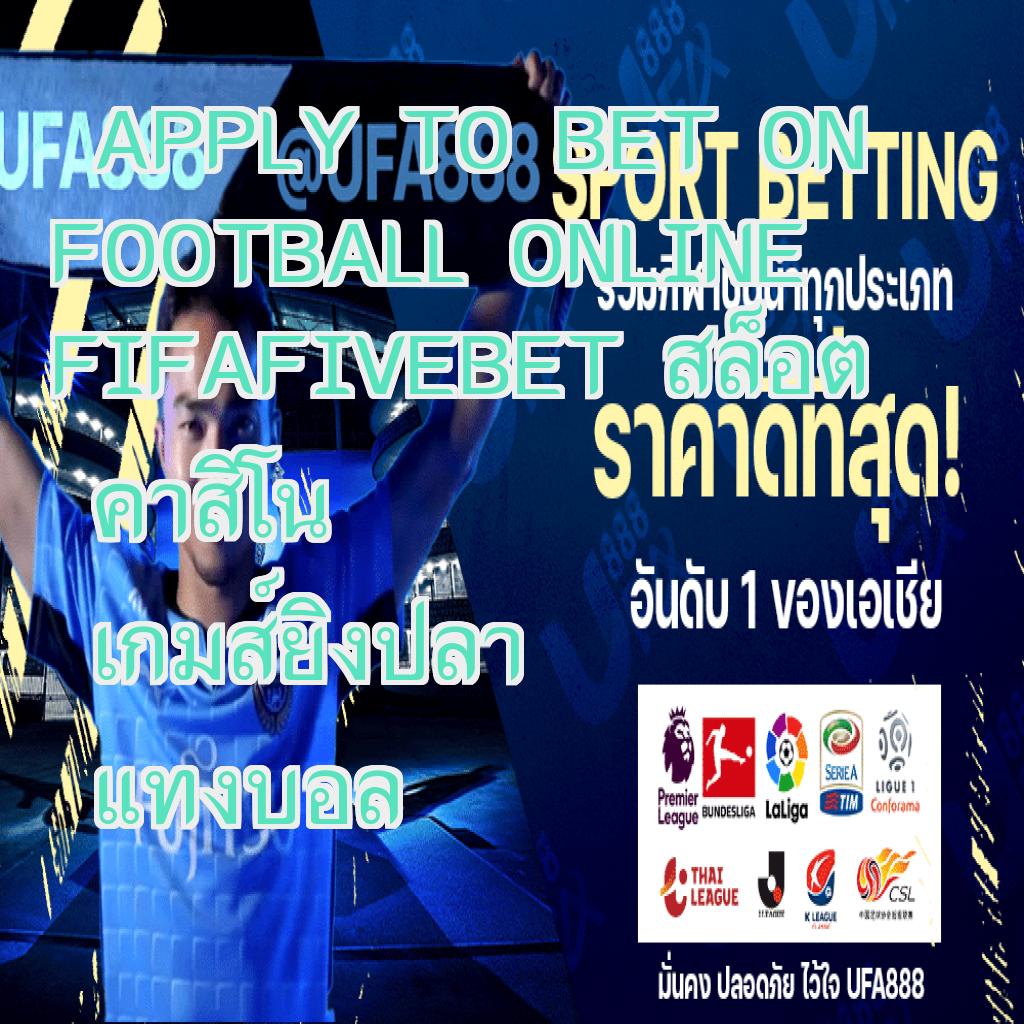 APPLY TO BET ON
FOOTBALL ONLINE
FIFAFIVEBET สล็อต
คาสิโน
เกมส์ยิงปลา
แทงบอล
UFA888 @UFA888
SPORT BETTING
ราคาดีที่สุด!
อันดับ 1 ของเอเชีย
Premier League
BUNDESLIGA
LaLiga
SERIE A
TIM
LIGUE 1
Conforama
THAI LEAGUE
J.LEAGUE
K LEAGUE
CSL
มั่นคง ปลอดภัย ไว้ใจ UFA888